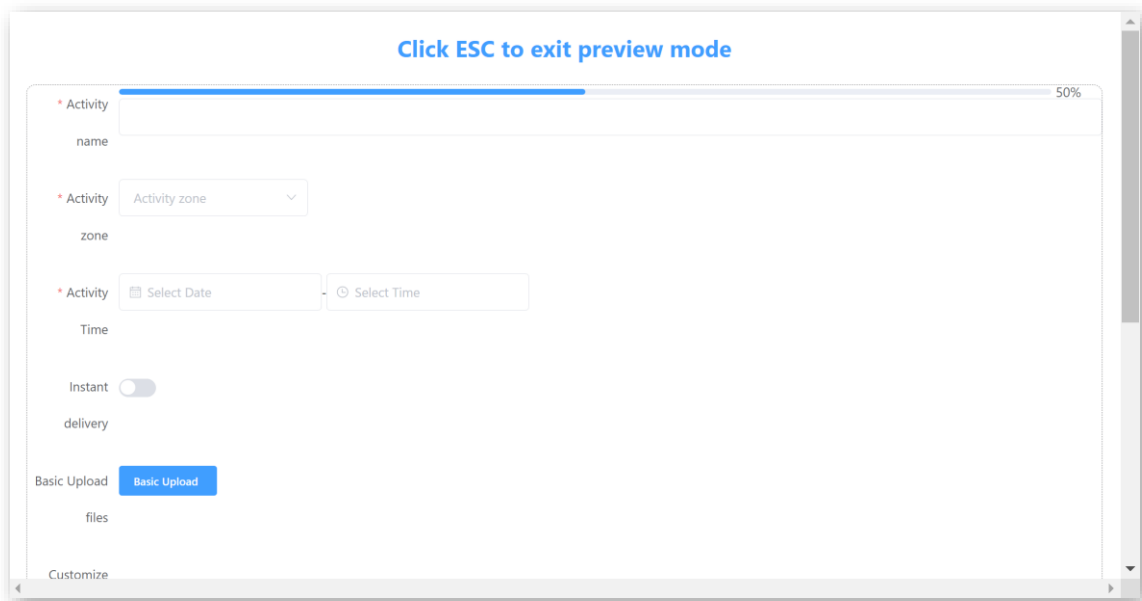 Click ESC to exit preview mode
50%
* Activity
name
* Activity Activity zone
zone
* Activity Select Date - Select Time
Time
Instant
delivery
Basic Upload Basic Upload
files
Customize